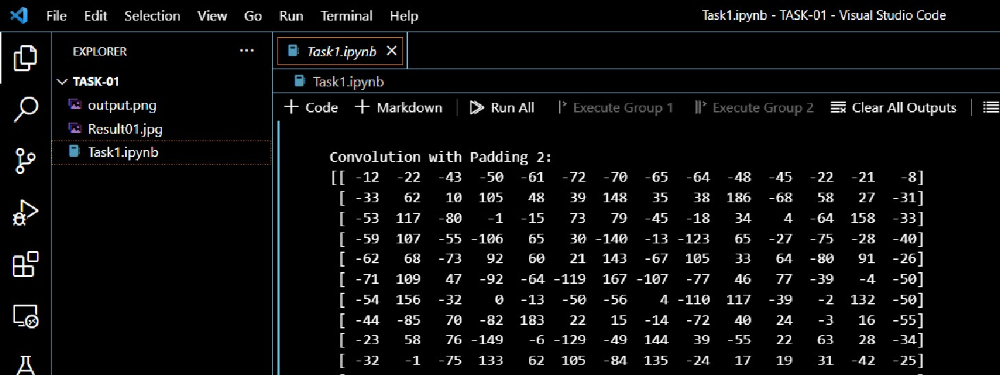 File Edit Selection View Go Run Terminal Help
Task1.ipynb - TASK-01 - Visual Studio Code
EXPLORER ···
TASK-01
output.png
Result01.jpg
Task1.ipynb
Task1.ipynb
Task1.ipynb
+ Code + Markdown | Run All | Execute Group 1 Execute Group 2 Clear All Outputs
Convolution with Padding 2:
[[ -12 -22 -43 -50 -61 -72 -70 -65 -64 -48 -45 -22 -21 -8]
[ -33 62 10 105 48 39 148 35 38 186 -68 58 27 -31]
[ -53 117 -80 -1 -15 73 79 -45 -18 34 4 -64 158 -33]
[ -59 107 -55 -106 65 30 -140 -13 -123 65 -27 -75 -28 -40]
[ -62 68 -73 92 60 21 143 -67 105 33 64 -80 91 -26]
[ -71 109 47 -92 -64 -119 167 -107 -77 46 77 -39 -4 -50]
[ -54 156 -32 0 -13 -50 -56 4 -110 117 -39 -2 132 -50]
[ -44 -85 70 -82 183 22 15 -14 -72 40 24 -3 16 -55]
[ -23 58 76 -149 -6 -129 -49 144 39 -55 22 63 28 -34]
[ -32 -1 -75 133 62 105 -84 135 -24 17 19 31 -42 -25]